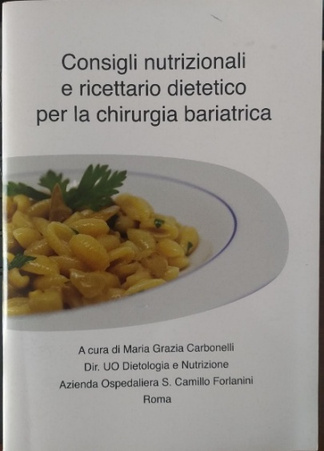 Consigli nutrizionali
e ricettario dietetico
per la chirurgia bariatrica
A cura di Maria Grazia Carbonelli
Dir. UO Dietologia e Nutrizione
Azienda Ospedaliera S. Camillo Forlanini
Roma